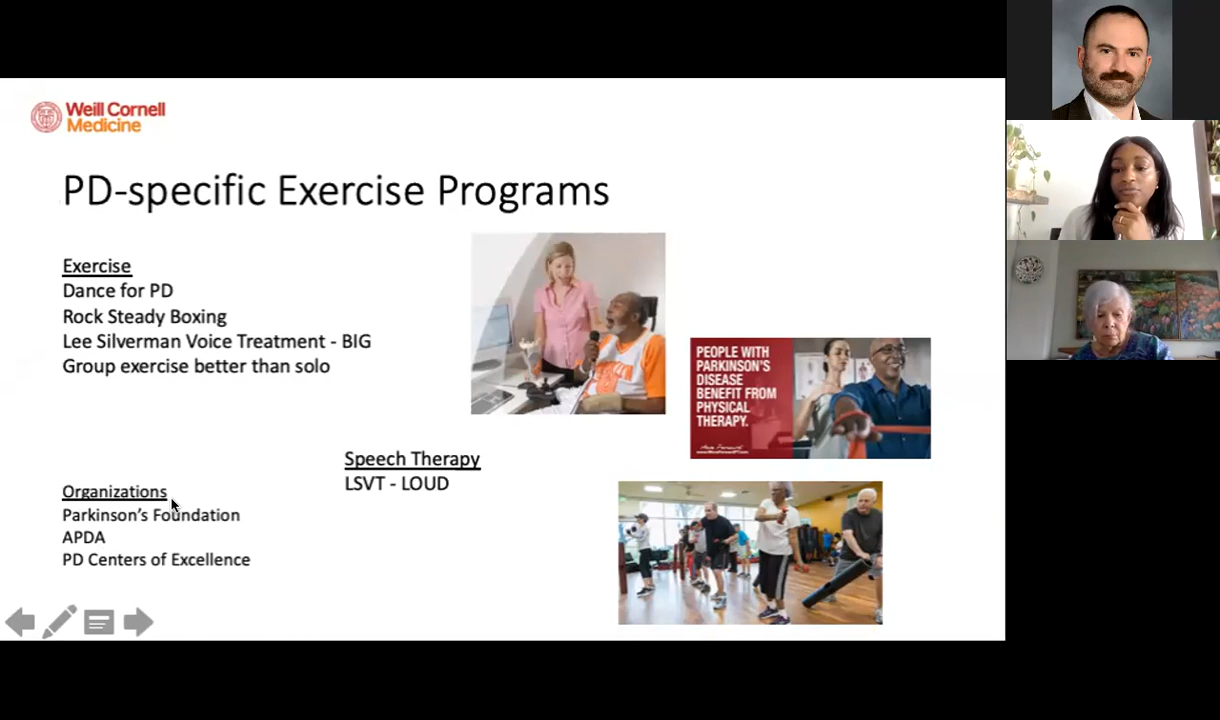 Weill Cornell
Medicine
PD-specific Exercise Programs
Exercise
Dance for PD
Rock Steady Boxing
Lee Silverman Voice Treatment - BIG
Group exercise better than solo
PEOPLE WITH
PARKINSON'S
DISEASE
BENEFIT FROM
PHYSICAL
THERAPY.
Speech Therapy
LSVT - LOUD
Organizations
Parkinson's Foundation
APDA
PD Centers of Excellence